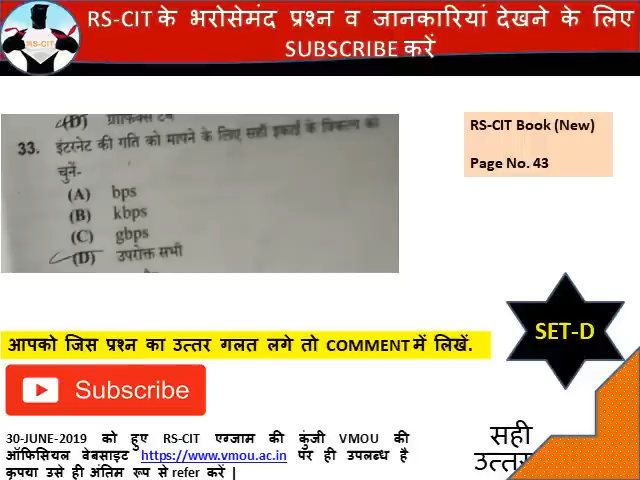 RS-CIT के भरोसेमंद प्रश्न व जानकारियां देखने के लिए
SUBSCRIBE करें
RS-CIT
(D) ग्राफिक्स टैब
33. इंटरनेट की गति को मापने के लिए सही इकाई के विकल्प को
चुनें-
(A) bps
(B) kbps
(C) gbps
(D) उपरोक्त सभी
RS-CIT Book (New)
Page No. 43
SET-D
आपको जिस प्रश्न का उत्तर गलत लगे तो COMMENT में लिखें.
Subscribe
30-JUNE-2019 को हुए RS-CIT एग्जाम की कुंजी VMOU की
ऑफिसियल वेबसाइट https://www.vmou.ac.in पर ही उपलब्ध है
कृपया उसे ही अंतिम रूप से refer करें |
सही
उत्तर